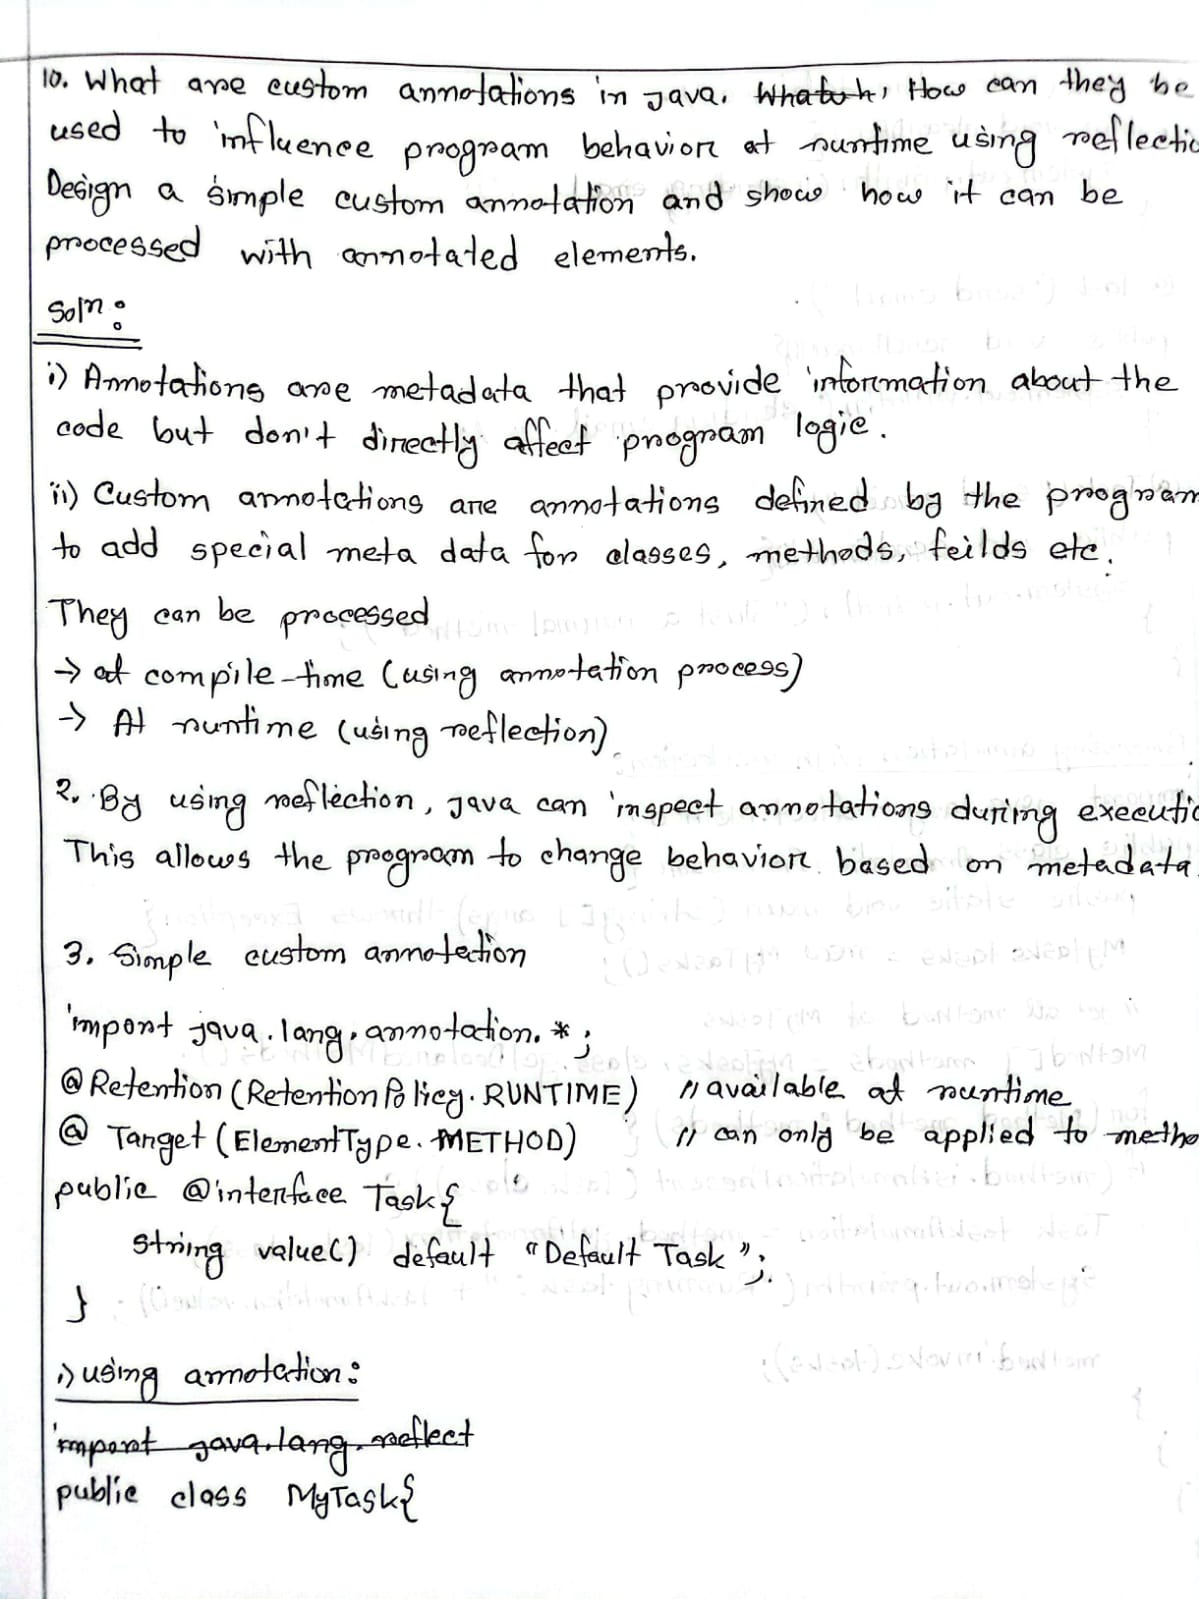 10. What are custom annotations in java. Whatwh, How can they be
used to influence program behavior at runtime using reflectio
Design a simple custom annotation and show how it can be
processed with annotated elements.
Soln:
i) Annotations are metadata that provide information about the
code but don't directly affect program logic.
ii) Custom annotations are annotations defined by the program
to add special meta data for classes, methods, feilds etc.
They can be processed
→ at compile-time (using annotation process)
→ At runtime (using reflection)
2. By using reflection, java can inspect annotations during executio
This allows the program to change behavior based on metadata.
3. Simple custom annotation
import java.lang.annotation.*;
@Retention(RetentionPolicy.RUNTIME) // available at runtime
@ Target(ElementType.METHOD) // can only be applied to metho
public @interface Task{
string value() default "Default Task";
}
i) using annotation:
import java.lang.reflect
public class MyTask{